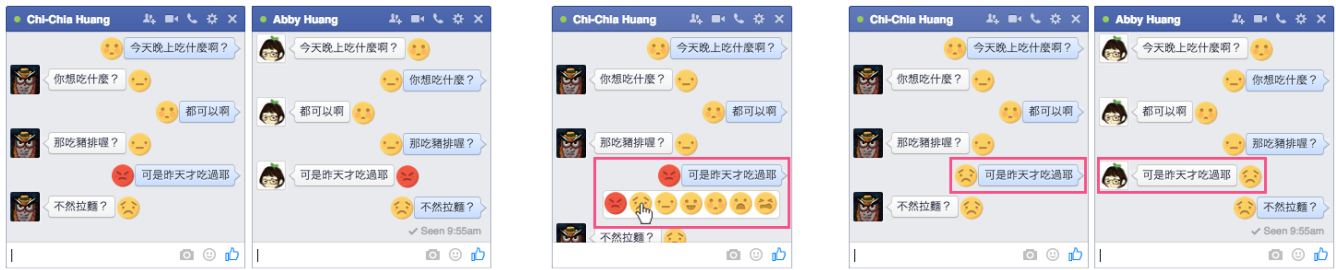 Chi-Chia Huang
今天晚上吃什麼啊？
你想吃什麼？
都可以啊
那吃豬排喔？
可是昨天才吃過耶
不然拉麵？
Abby Huang
今天晚上吃什麼啊？
你想吃什麼？
都可以啊
那吃豬排喔？
可是昨天才吃過耶
不然拉麵？
Seen 9:55am
Chi-Chia Huang
今天晚上吃什麼啊？
你想吃什麼？
都可以啊
那吃豬排喔？
可是昨天才吃過耶
不然拉麵？
Chi-Chia Huang
今天晚上吃什麼啊？
你想吃什麼？
都可以啊
那吃豬排喔？
可是昨天才吃過耶
不然拉麵？
Abby Huang
今天晚上吃什麼啊？
你想吃什麼？
都可以啊
那吃豬排喔？
可是昨天才吃過耶
不然拉麵？
Seen 9:55am